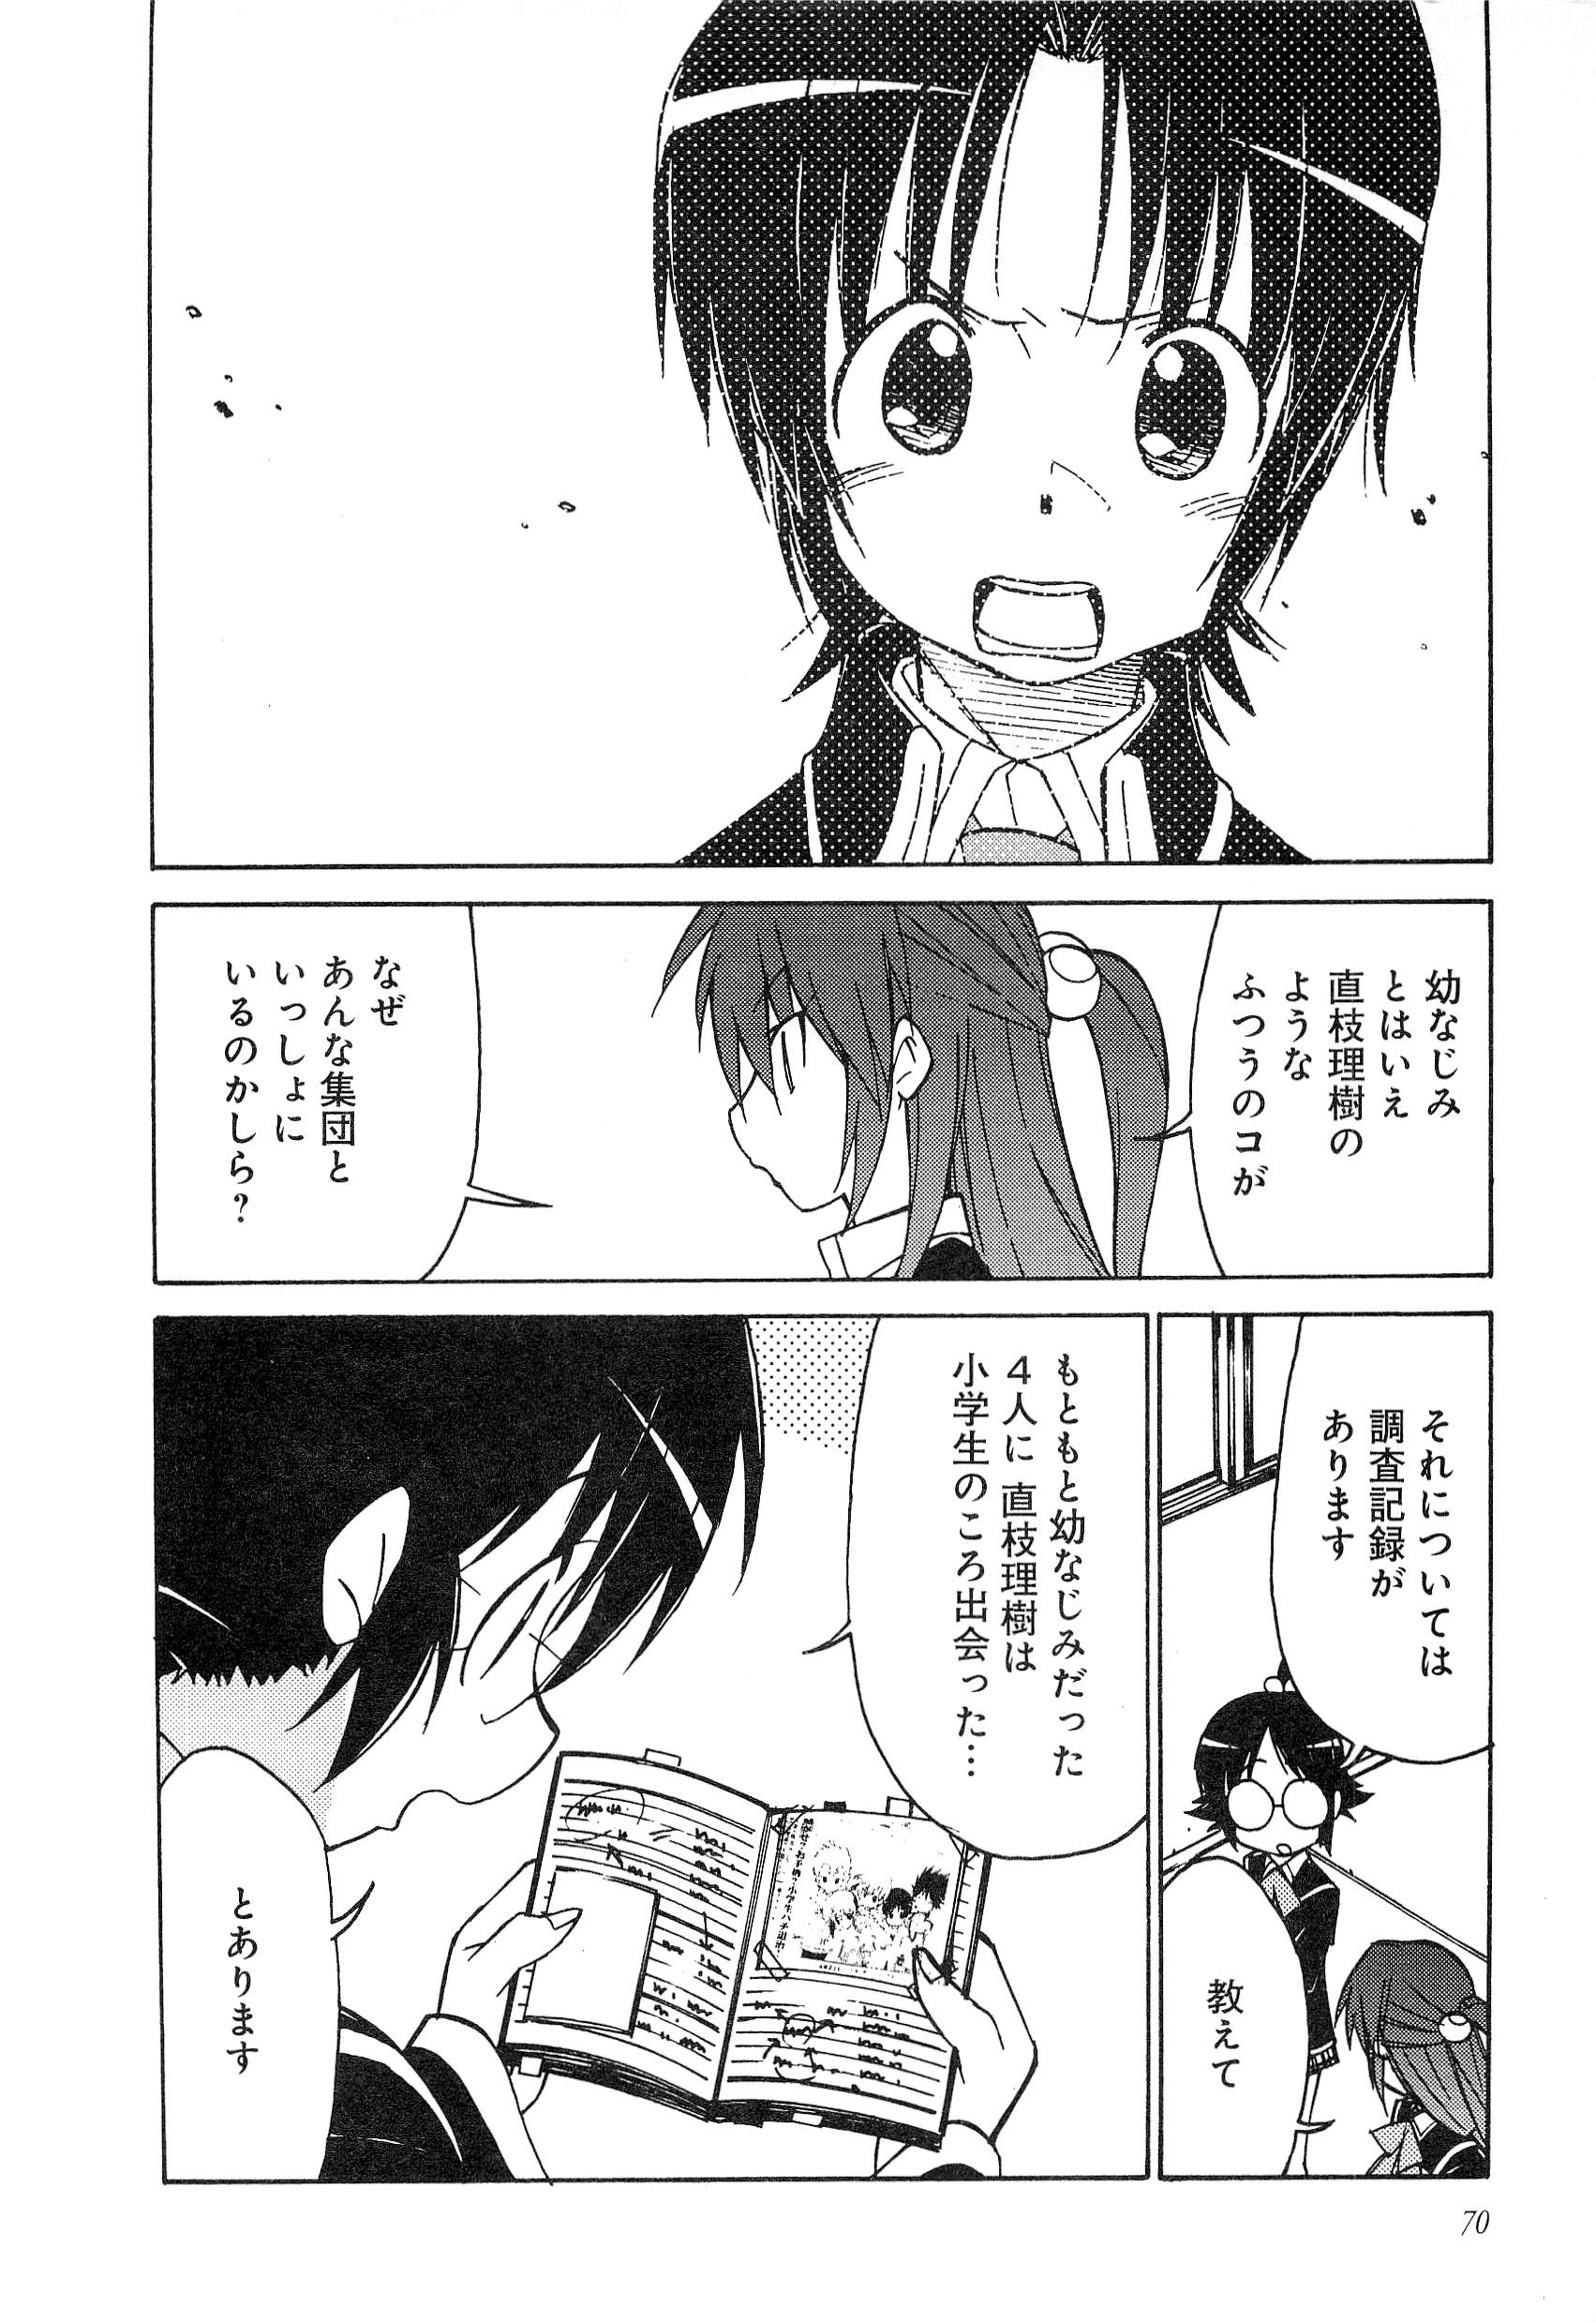 幼なじみ
とはいえ
直枝理樹の
ような
ふつうのコが
なぜ
あんな集団と
いっしょに
いるのかしら？
それについては
調査記録が
あります
教えて
もともと幼なじみだった
4人に 直枝理樹は
小学生のころ出会った…
とあります
70